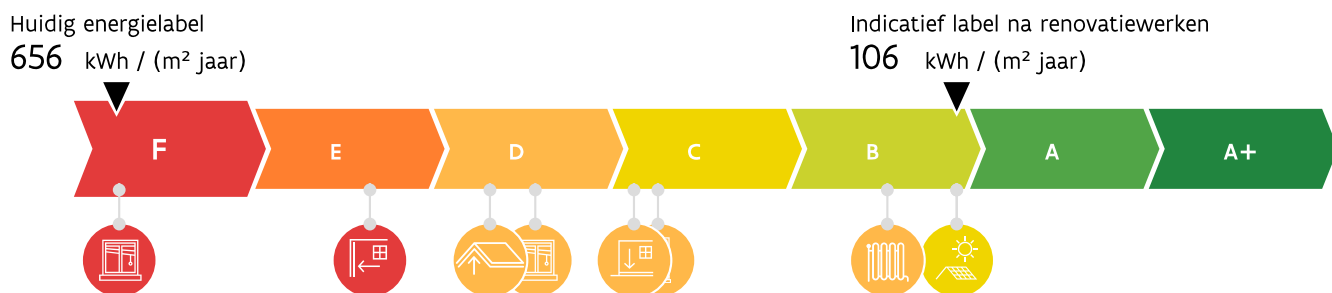 Huidig energielabel
656 kWh / (m² jaar)
Indicatief label na renovatiewerken
106 kWh / (m² jaar)
F E D C B A A+